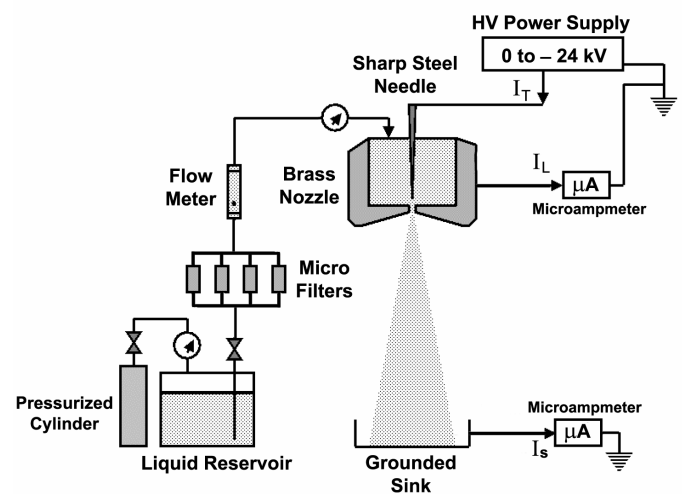 HV Power Supply
0 to – 24 kV
Sharp Steel
Needle
I_T
Flow
Meter
Brass
Nozzle
I_L
μA
Microampmeter
Micro
Filters
Pressurized
Cylinder
Liquid Reservoir
Microampmeter
μA
I_s
Grounded
Sink